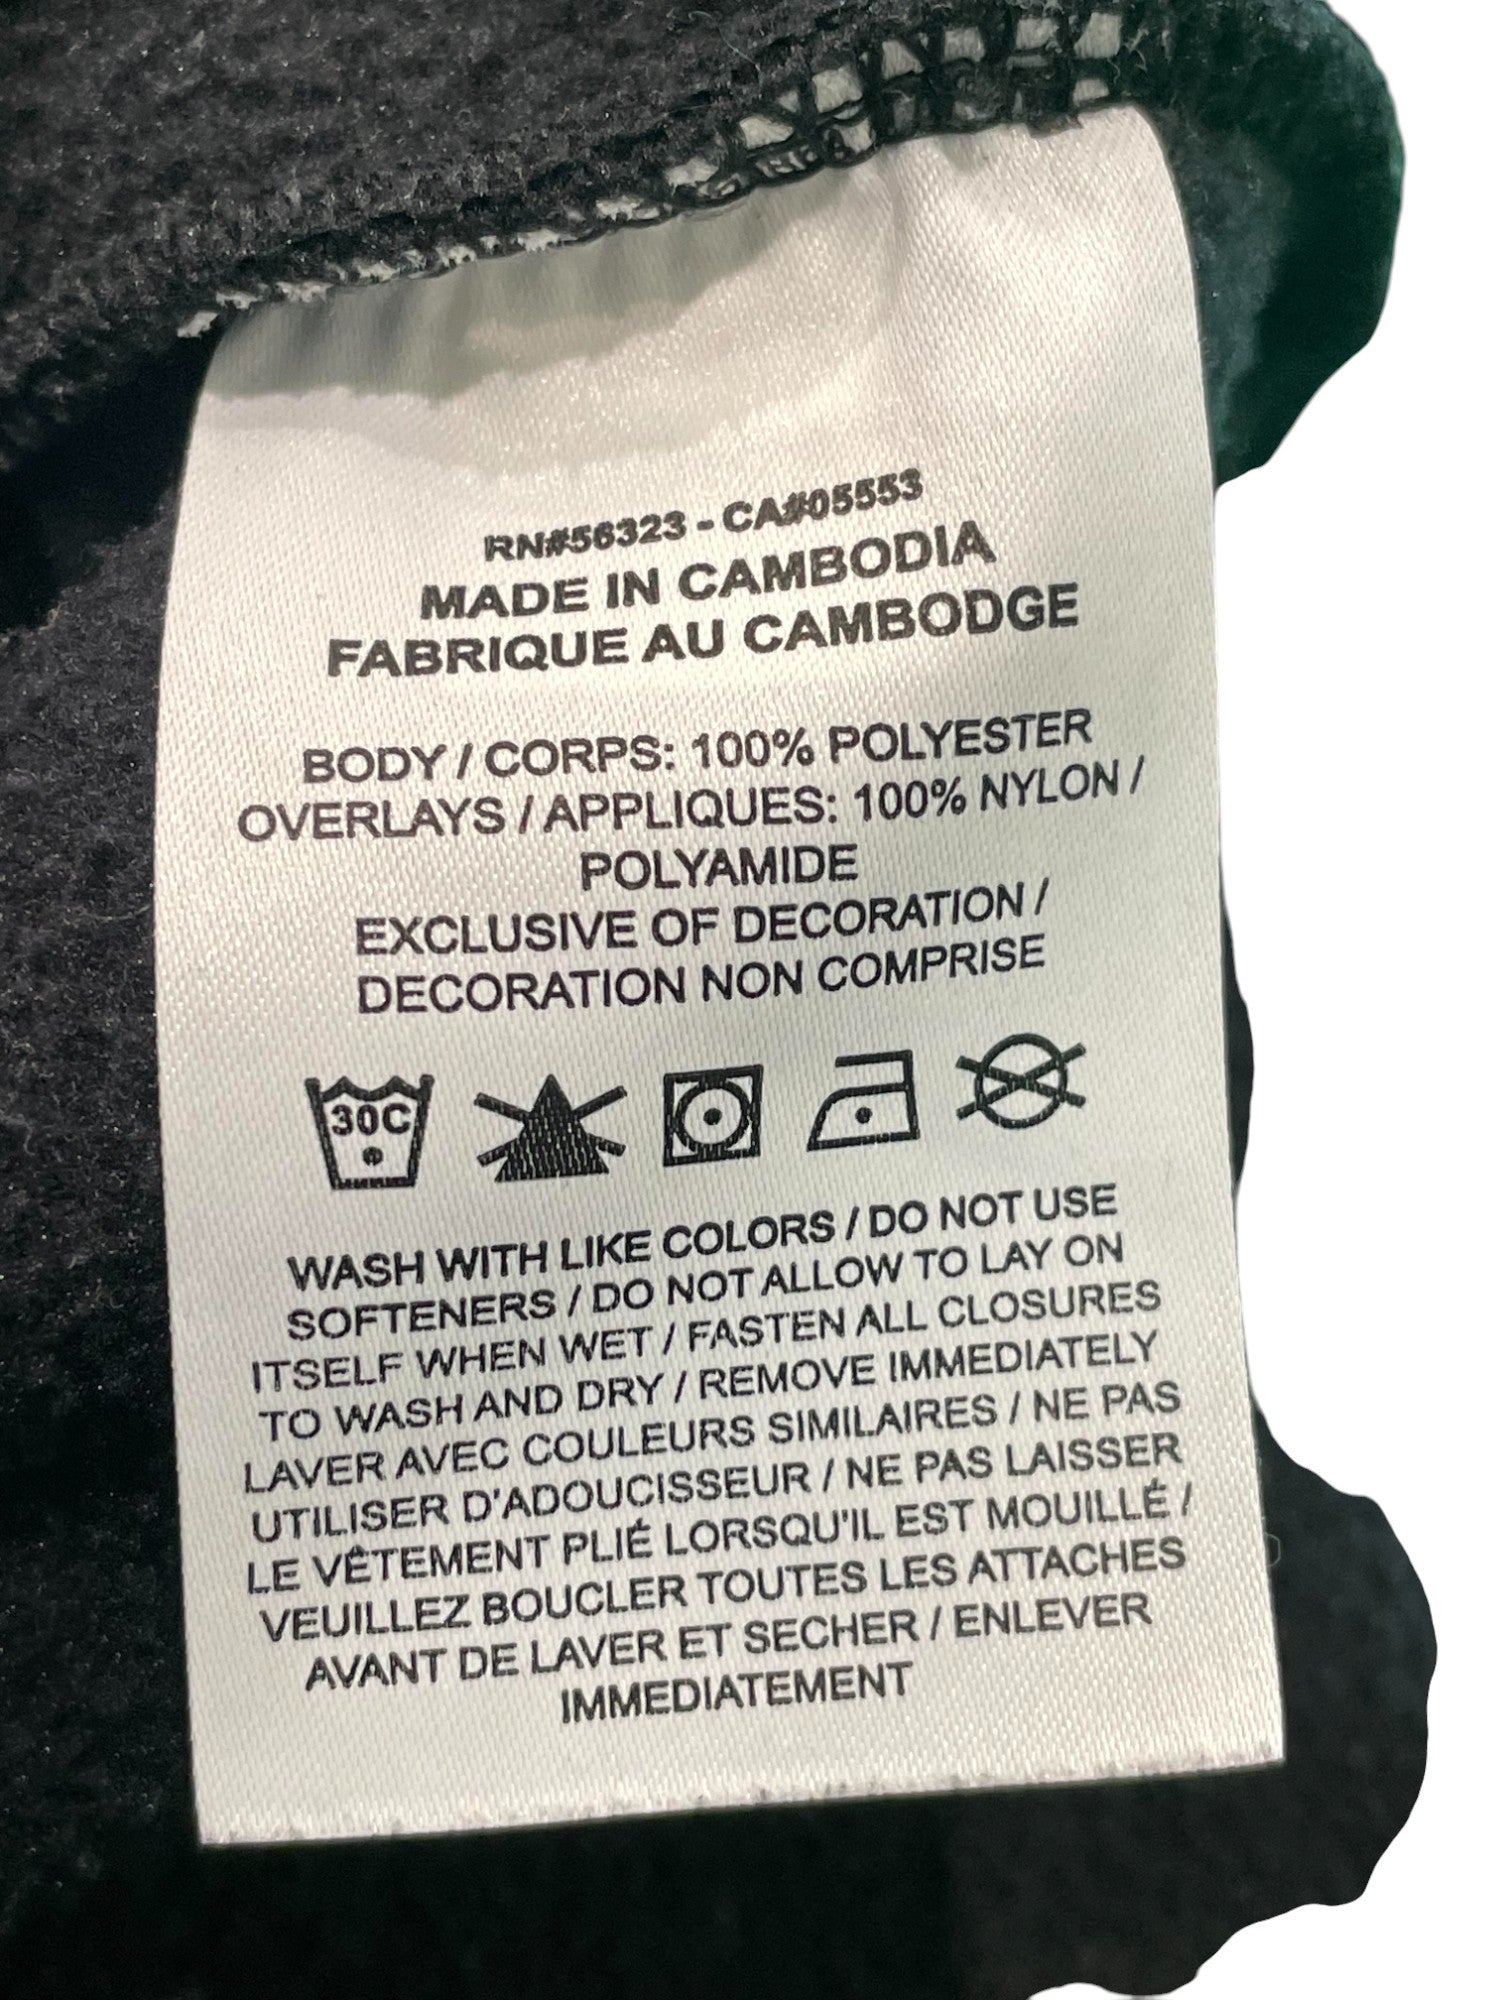 RN#56323 - CA#05553
MADE IN CAMBODIA
FABRIQUE AU CAMBODGE
BODY / CORPS: 100% POLYESTER
OVERLAYS / APPLIQUES: 100% NYLON /
POLYAMIDE
EXCLUSIVE OF DECORATION /
DECORATION NON COMPRISE
30C
WASH WITH LIKE COLORS / DO NOT USE
SOFTENERS / DO NOT ALLOW TO LAY ON
ITSELF WHEN WET / FASTEN ALL CLOSURES
TO WASH AND DRY / REMOVE IMMEDIATELY
LAVER AVEC COULEURS SIMILAIRES / NE PAS
UTILISER D'ADOUCISSEUR / NE PAS LAISSER
LE VÊTEMENT PLIÉ LORSQU'IL EST MOUILLÉ /
VEUILLEZ BOUCLER TOUTES LES ATTACHES
AVANT DE LAVER ET SECHER / ENLEVER
IMMEDIATEMENT